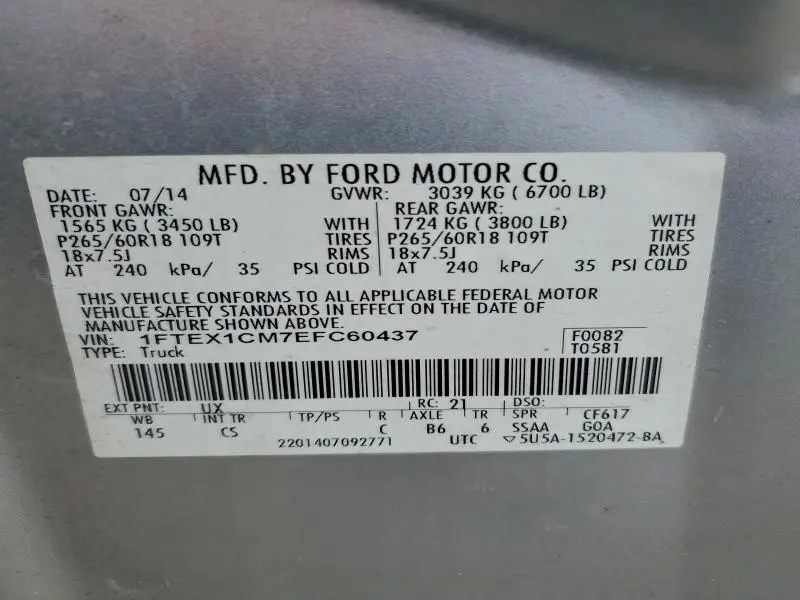 MFD. BY FORD MOTOR CO.
DATE: 07/14 GVWR: 3039 KG ( 6700 LB)
FRONT GAWR: REAR GAWR:
1565 KG ( 3450 LB) WITH 1724 KG ( 3800 LB) WITH
P265/60R18 109T TIRES P265/60R18 109T TIRES
18x7.5J RIMS 18x7.5J RIMS
AT 240 kPa/ 35 PSI COLD AT 240 kPa/ 35 PSI COLD
THIS VEHICLE CONFORMS TO ALL APPLICABLE FEDERAL MOTOR
VEHICLE SAFETY STANDARDS IN EFFECT ON THE DATE OF
MANUFACTURE SHOWN ABOVE.
VIN: 1FTEX1CM7EFC60437 F0082
TYPE: Truck T0581
EXT PNT: UX RC: 21 DSO:
WB INT TR TP/PS R AXLE TR SPR CF617
145 CS C B6 6 SSAA GOA
2201407092771 UTC ▽5U5A-1520472-BA